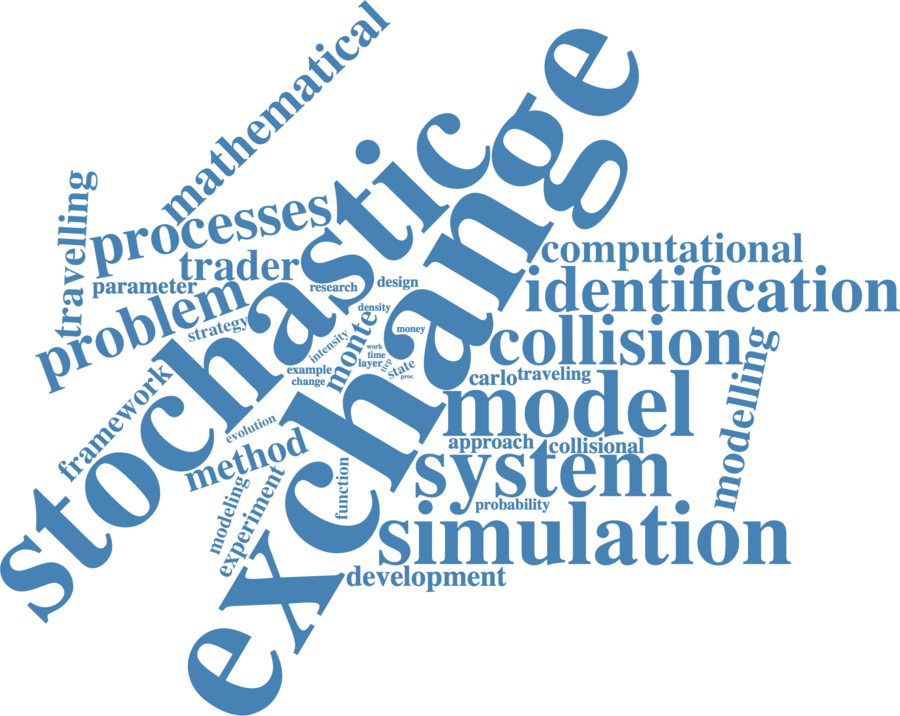 mathematical
exchange
stochastic
travelling
processes
trader
computational
parameter
research
design
identification
problem
strategy
density
money
intensity
monte
collision
work
time
layer
step
state
proc
example
change
carlo
traveling
modelling
framework
model
evolution
approach
collisional
method
system
function
modeling
experiment
probability
simulation
development